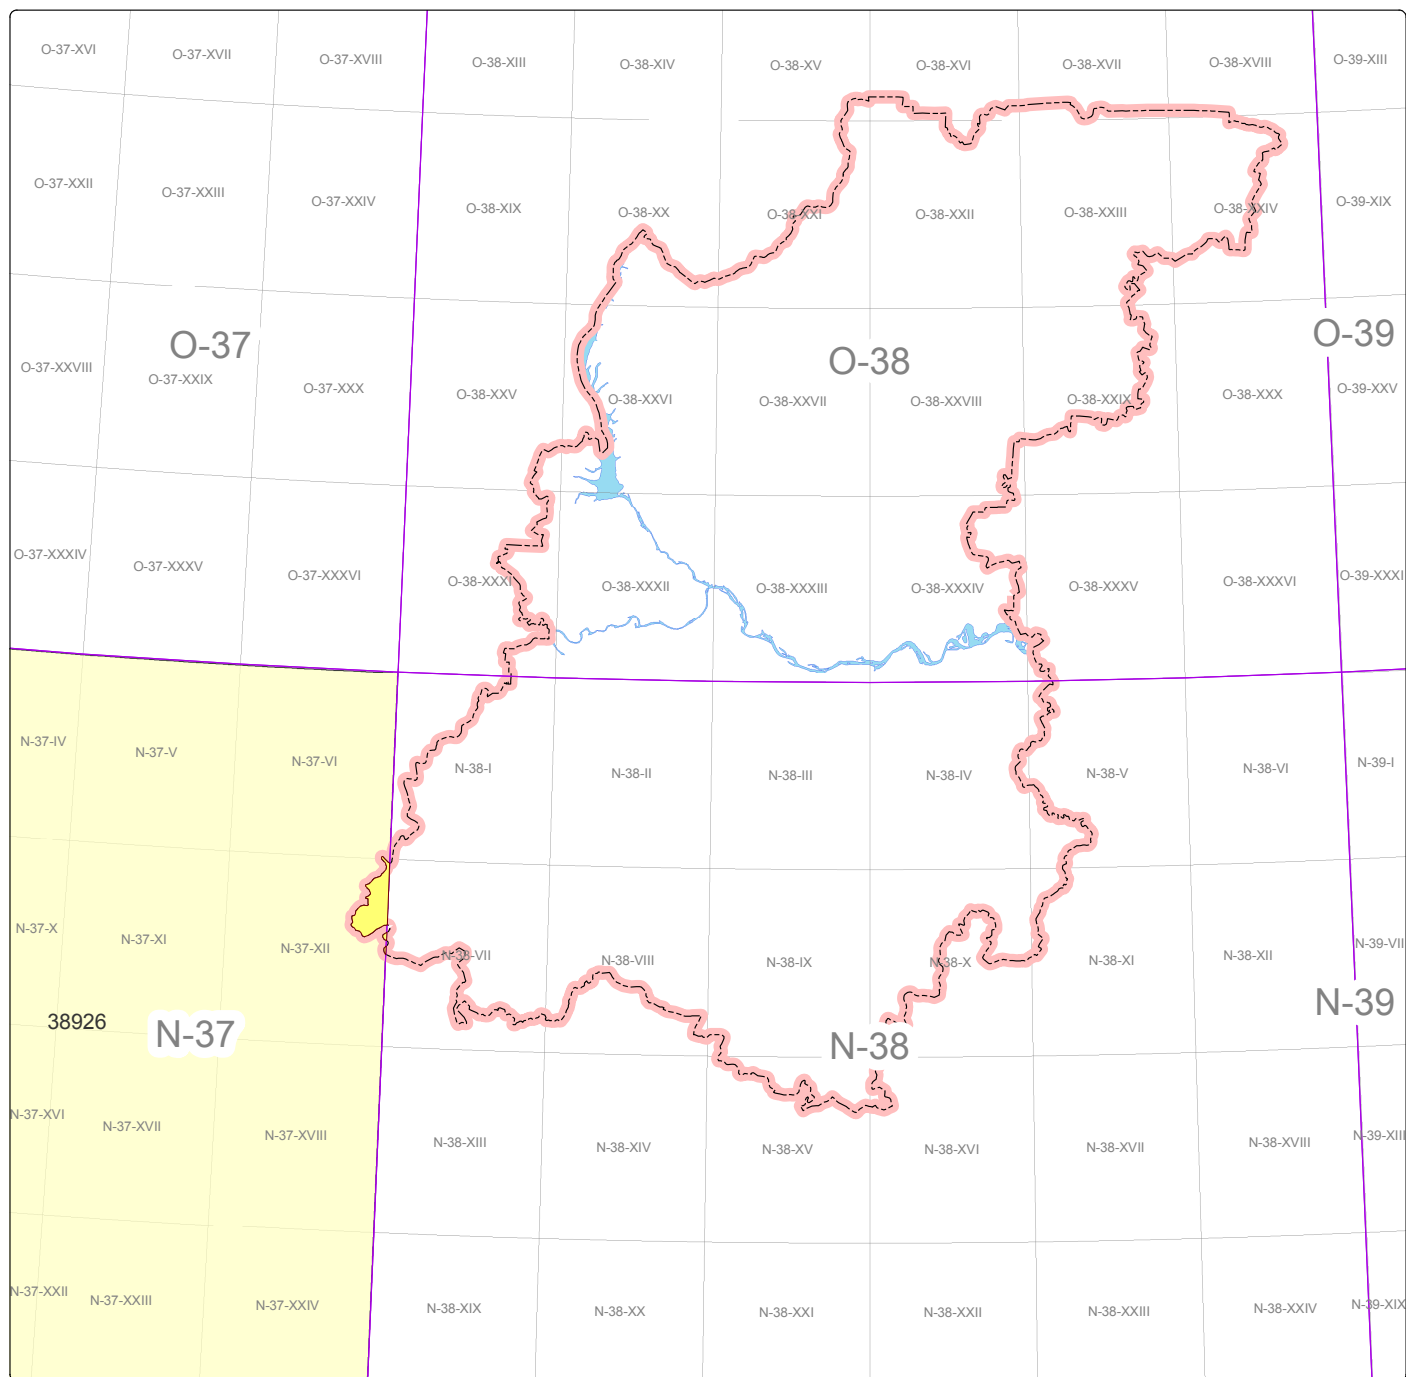 O-37-XVI O-37-XVII O-37-XVIII O-38-XIII O-38-XIV O-38-XV O-38-XVI O-38-XVII O-38-XVIII O-39-XIII
O-37-XXII O-37-XXIII O-37-XXIV O-38-XIX O-38-XX O-38-XXI O-38-XXII O-38-XXIII O-38-XXIV O-39-XIX
O-37 O-38 O-39
O-37-XXVIII O-37-XXIX O-37-XXX O-38-XXV O-38-XXVI O-38-XXVII O-38-XXVIII O-38-XXIX O-38-XXX O-39-XXV
O-37-XXXIV O-37-XXXV O-37-XXXVI O-38-XXXI O-38-XXXII O-38-XXXIII O-38-XXXIV O-38-XXXV O-38-XXXVI O-39-XXXI
N-37-IV N-37-V N-37-VI N-38-I N-38-II N-38-III N-38-IV N-38-V N-38-VI N-39-I
N-37-X N-37-XI N-37-XII N-38-VII N-38-VIII N-38-IX N-38-X N-38-XI N-38-XII N-39-VII
38926
N-37 N-38 N-39
N-37-XVI N-37-XVII N-37-XVIII N-38-XIII N-38-XIV N-38-XV N-38-XVI N-38-XVII N-38-XVIII N-39-XIII
N-37-XXII N-37-XXIII N-37-XXIV N-38-XIX N-38-XX N-38-XXI N-38-XXII N-38-XXIII N-38-XXIV N-39-XIX